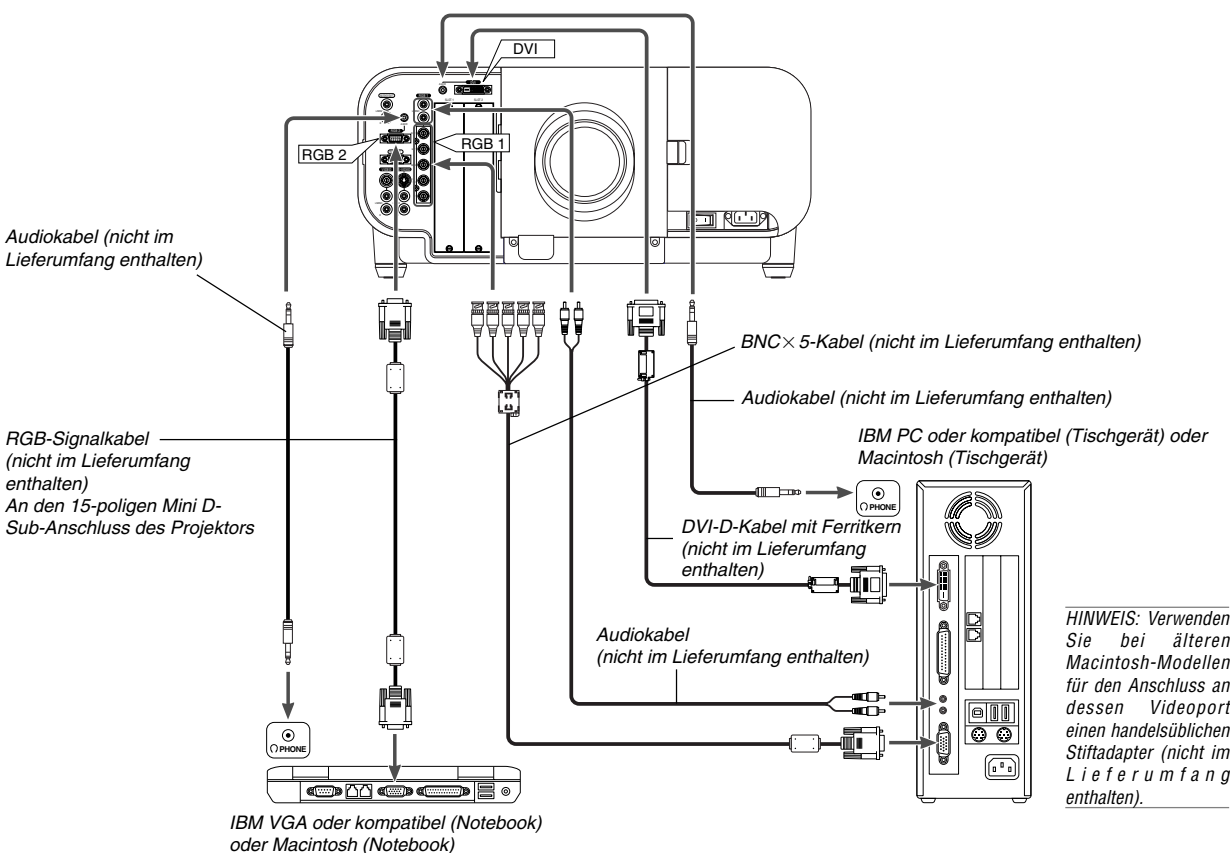 DVI
RGB 2
RGB 1
Audiokabel (nicht im
Lieferumfang enthalten)
BNC× 5-Kabel (nicht im Lieferumfang enthalten)
Audiokabel (nicht im Lieferumfang enthalten)
IBM PC oder kompatibel (Tischgerät) oder
Macintosh (Tischgerät)
RGB-Signalkabel
(nicht im Lieferumfang
enthalten)
An den 15-poligen Mini D-
Sub-Anschluss des Projektors
PHONE
DVI-D-Kabel mit Ferritkern
(nicht im Lieferumfang
enthalten)
Audiokabel
(nicht im Lieferumfang enthalten)
HINWEIS: Verwenden
Sie bei älteren
Macintosh-Modellen
für den Anschluss an
dessen Videoport
einen handelsüblichen
Stiftadapter (nicht im
Lieferumfang
enthalten).
PHONE
IBM VGA oder kompatibel (Notebook)
oder Macintosh (Notebook)